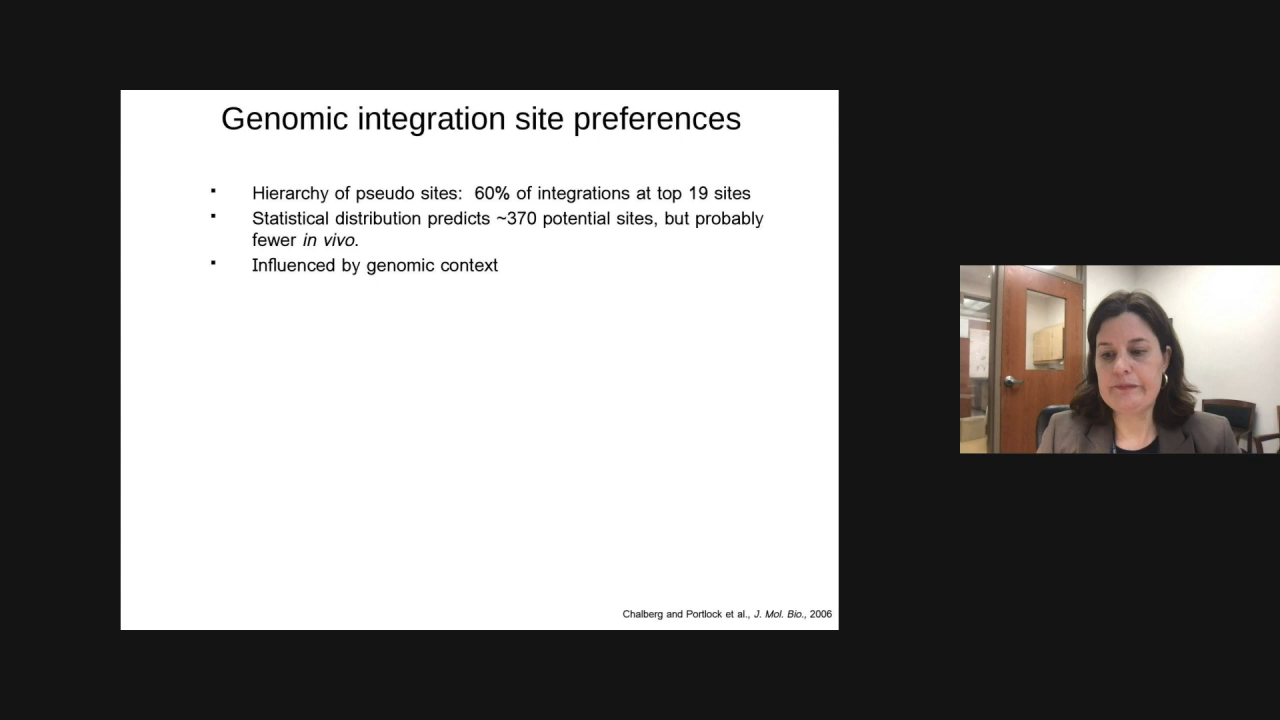 Genomic integration site preferences
▪ Hierarchy of pseudo sites:  60% of integrations at top 19 sites
▪ Statistical distribution predicts ~370 potential sites, but probably
fewer in vivo.
▪ Influenced by genomic context
Chalberg and Portlock et al., J. Mol. Bio., 2006